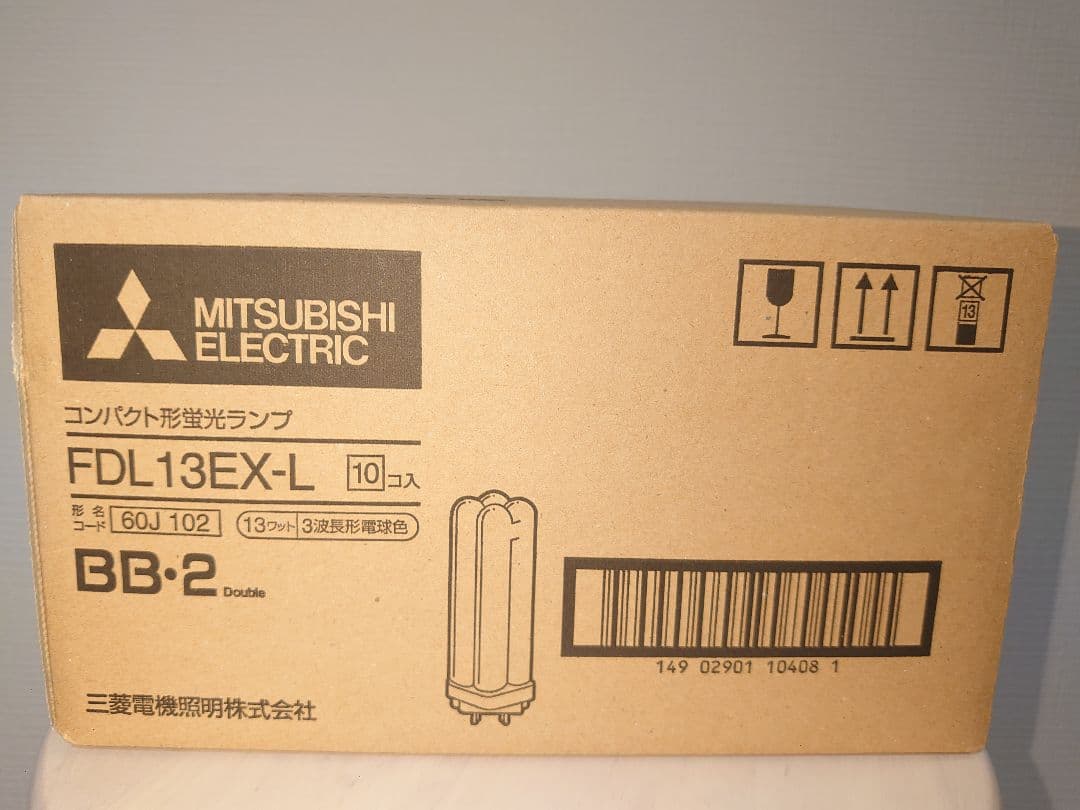 MITSUBISHI
ELECTRIC
コンパクト形蛍光ランプ
FDL13EX-L 10コ入
形名コード 60J 102 13ワット 3波長形電球色
BB・2 Double
三菱電機照明株式会社
13
149 02901 10408 1